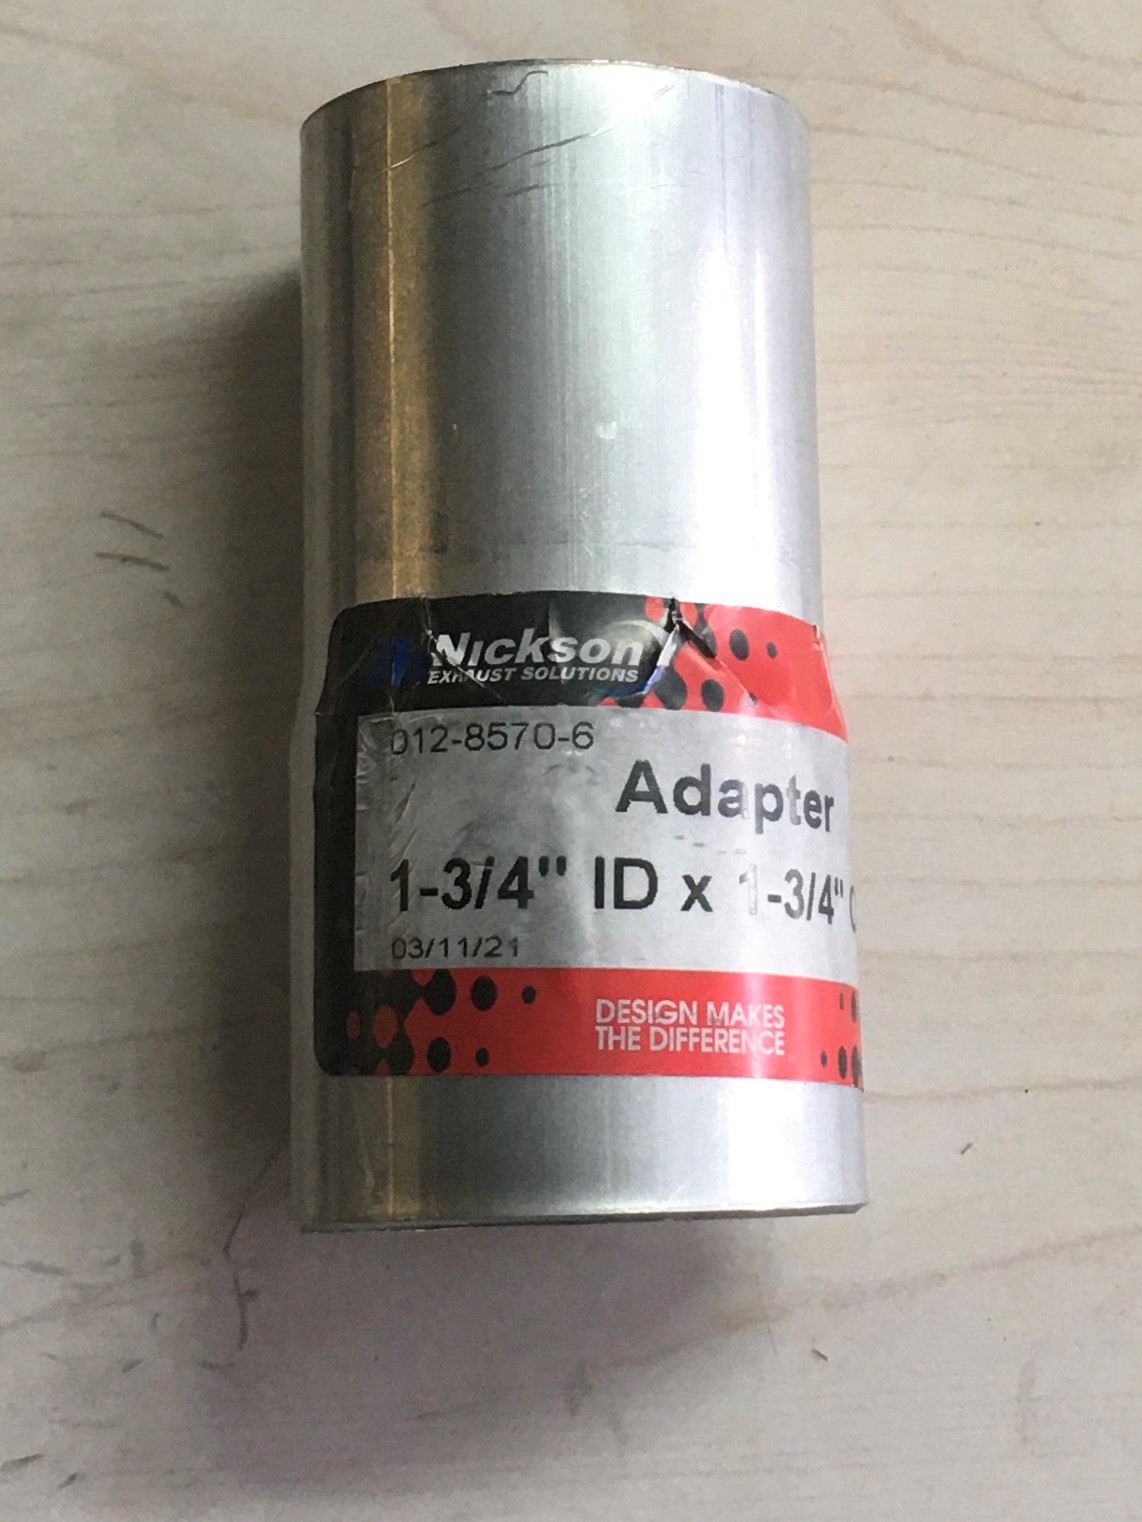 Nickson
EXHAUST SOLUTIONS
012-8570-6
Adapter
1-3/4" ID x 1-3/4"
03/11/21
DESIGN MAKES
THE DIFFERENCE